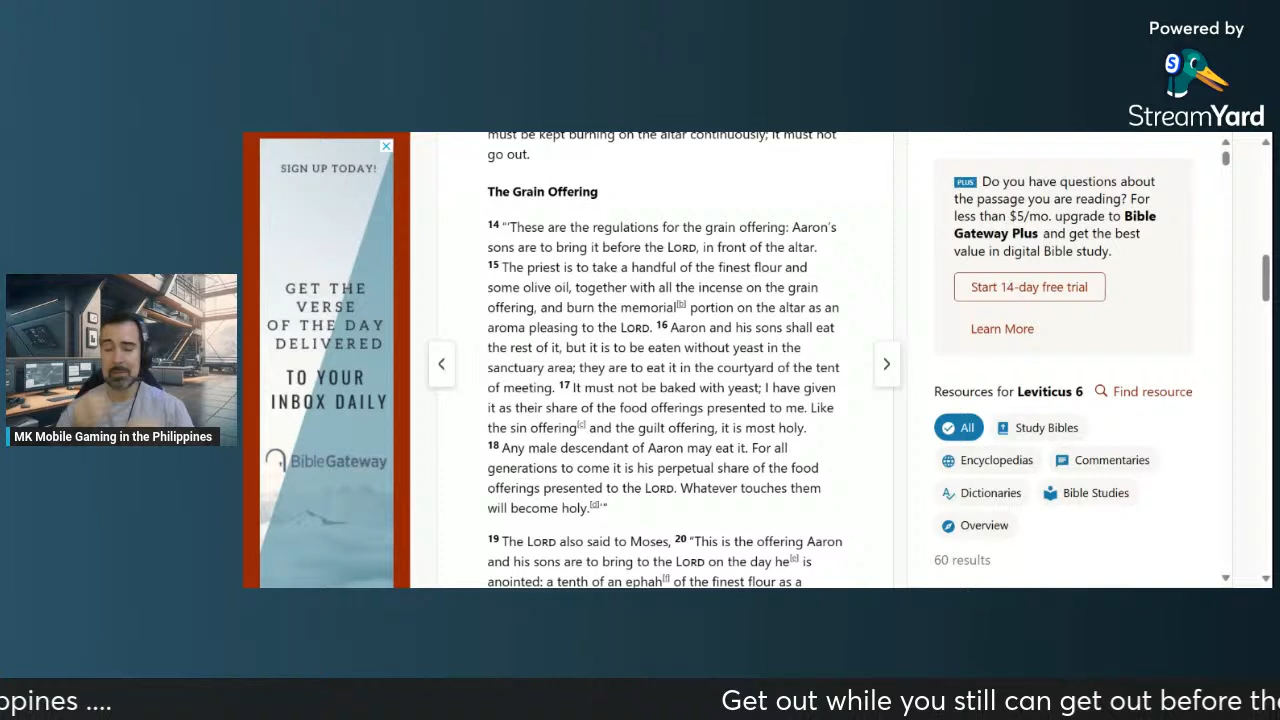 Powered by
StreamYard
SIGN UP TODAY!
GET THE
VERSE
OF THE DAY
DELIVERED
TO YOUR
INBOX DAILY
BibleGateway
must be kept burning on the altar continuously; it must not
go out.
The Grain Offering
14 “‘These are the regulations for the grain offering: Aaron’s
sons are to bring it before the LORD, in front of the altar.
15 The priest is to take a handful of the finest flour and
some olive oil, together with all the incense on the grain
offering, and burn the memorial[b] portion on the altar as an
aroma pleasing to the LORD. 16 Aaron and his sons shall eat
the rest of it, but it is to be eaten without yeast in the
sanctuary area; they are to eat it in the courtyard of the tent
of meeting. 17 It must not be baked with yeast; I have given
it as their share of the food offerings presented to me. Like
the sin offering[c] and the guilt offering, it is most holy.
18 Any male descendant of Aaron may eat it. For all
generations to come it is his perpetual share of the food
offerings presented to the LORD. Whatever touches them
will become holy.[d]’”
19 The LORD also said to Moses, 20 “This is the offering Aaron
and his sons are to bring to the LORD on the day he[e] is
anointed: a tenth of an ephah[f] of the finest flour as a
PLUS Do you have questions about
the passage you are reading? For
less than $5/mo. upgrade to Bible
Gateway Plus and get the best
value in digital Bible study.
Start 14-day free trial
Learn More
Resources for Leviticus 6 Find resource
All Study Bibles
Encyclopedias Commentaries
Dictionaries Bible Studies
Overview
60 results
MK Mobile Gaming in the Philippines
ppines .... Get out while you still can get out before the